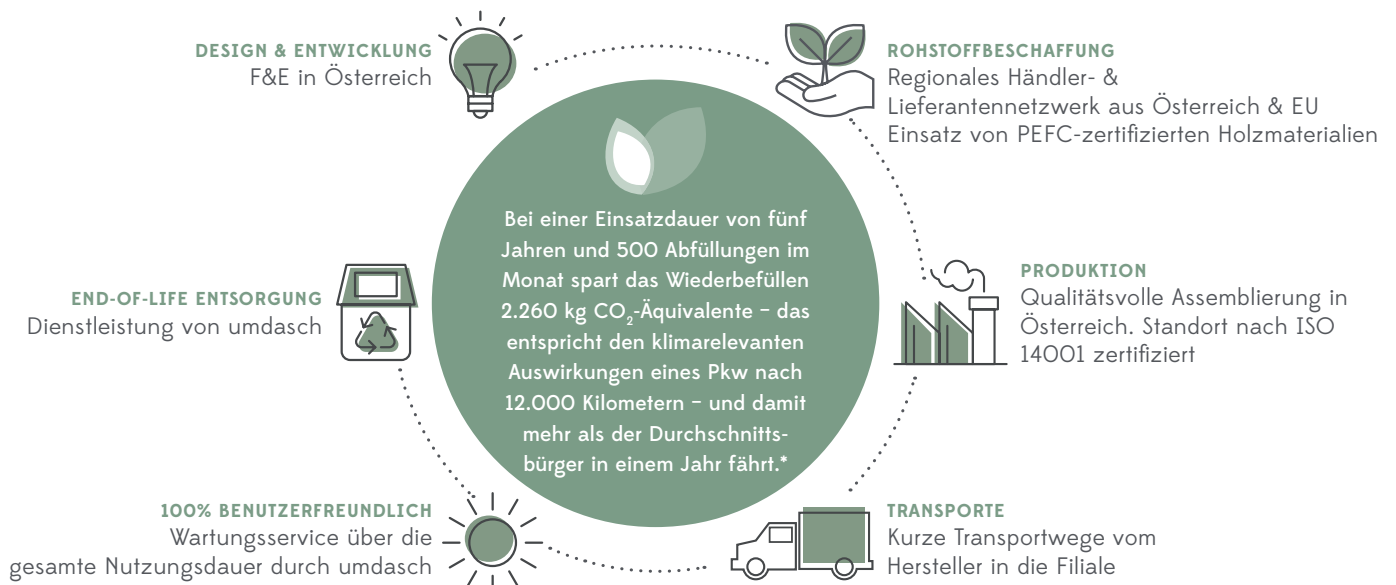 DESIGN & ENTWICKLUNG
F&E in Österreich
ROHSTOFFBESCHAFFUNG
Regionales Händler- &
Lieferantennetzwerk aus Österreich & EU
Einsatz von PEFC-zertifizierten Holzmaterialien
Bei einer Einsatzdauer von fünf
Jahren und 500 Abfüllungen im
Monat spart das Wiederbefüllen
2.260 kg CO₂-Äquivalente – das
entspricht den klimarelevanten
Auswirkungen eines Pkw nach
12.000 Kilometern – und damit
mehr als der Durchschnitts-
bürger in einem Jahr fährt.*
PRODUKTION
Qualitätsvolle Assemblierung in
Österreich. Standort nach ISO
14001 zertifiziert
END-OF-LIFE ENTSORGUNG
Dienstleistung von umdasch
100% BENUTZERFREUNDLICH
Wartungsservice über die
gesamte Nutzungsdauer durch umdasch
TRANSPORTE
Kurze Transportwege vom
Hersteller in die Filiale